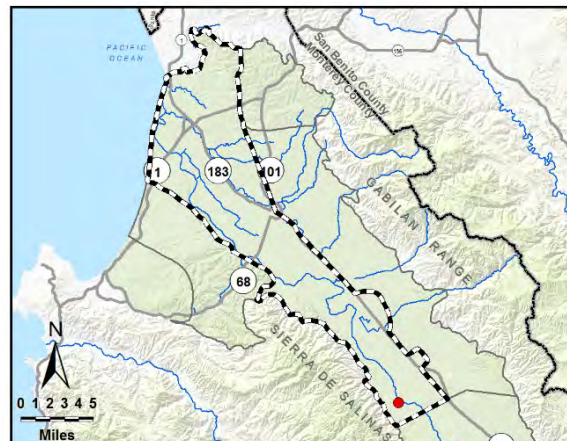 1
156
PACIFIC
OCEAN
San Benito County
Monterey County
183
101
1
GABILAN RANGE
68
SIERRA DE SALINAS
N
0 1 2 3 4 5
Miles